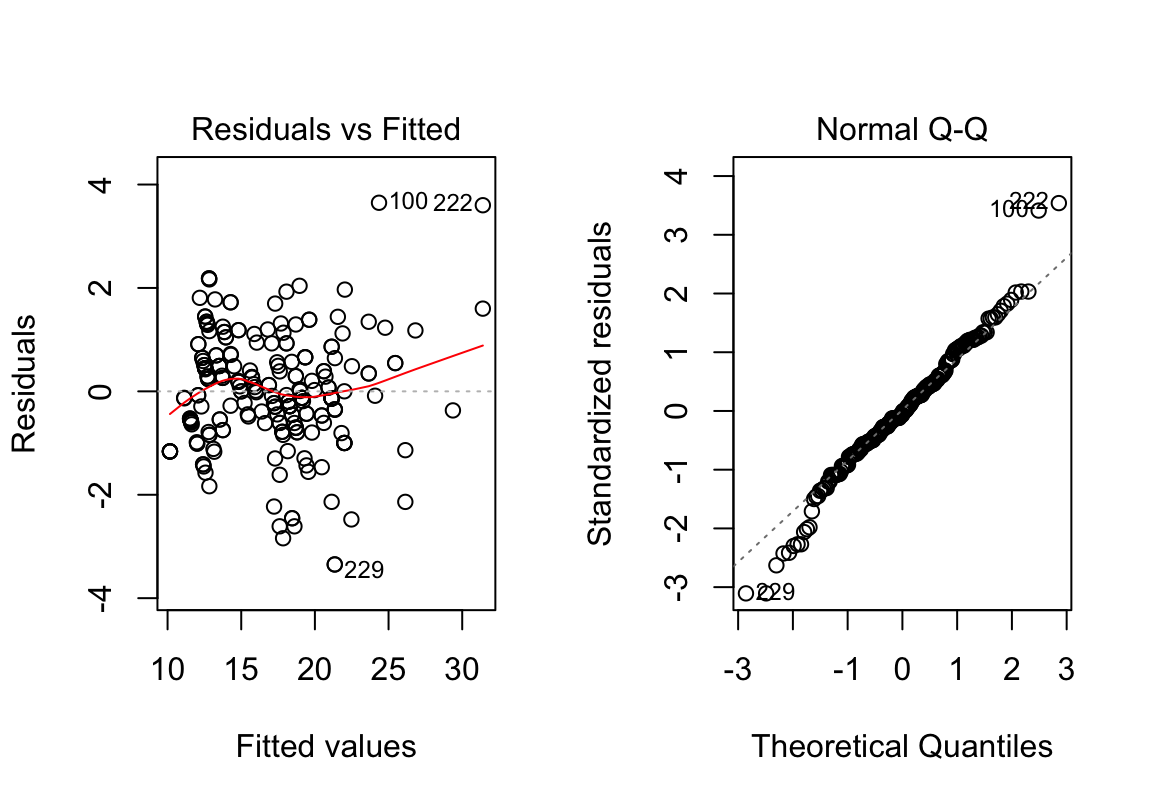 Residuals vs Fitted
Residuals
4
2
0
-2
-4
100
222
229
10 15 20 25 30
Fitted values
Normal Q-Q
Standardized residuals
4
3
2
1
0
-1
-2
-3
222
100
229
-3 -1 0 1 2 3
Theoretical Quantiles